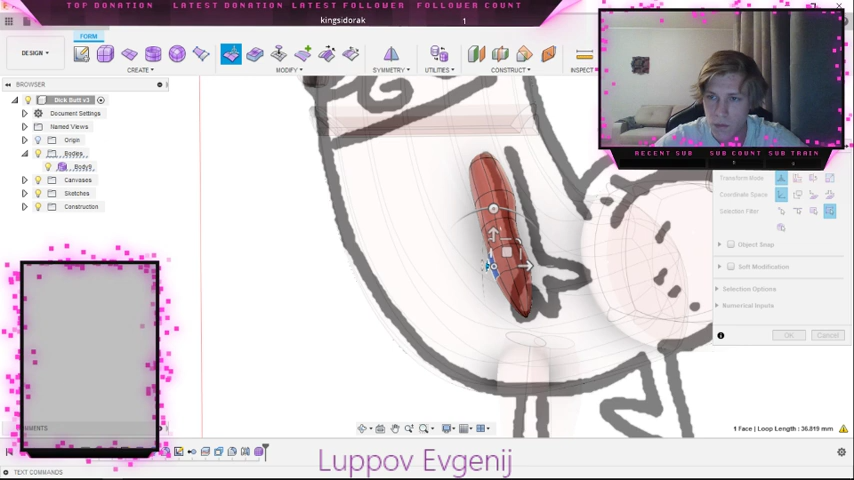 TOP DONATION LATEST DONATION LATEST FOLLOWER FOLLOWER COUNT
kingsidorak 1
FORM
DESIGN
CREATE
MODIFY
SYMMETRY
UTILITIES
CONSTRUCT
INSPECT
BROWSER
Dick Butt v3
Document Settings
Named Views
Origin
Bodies
Body9
Canvases
Sketches
Construction
RECENT SUB SUB COUNT SUB TRAIN
Transform Mode
Coordinate Space
Selection Filter
Object Snap
Soft Modification
Selection Options
Numerical Inputs
OK Cancel
1 Face | Loop Length : 36.819 mm
TEXT COMMANDS
Luppov Evgenij